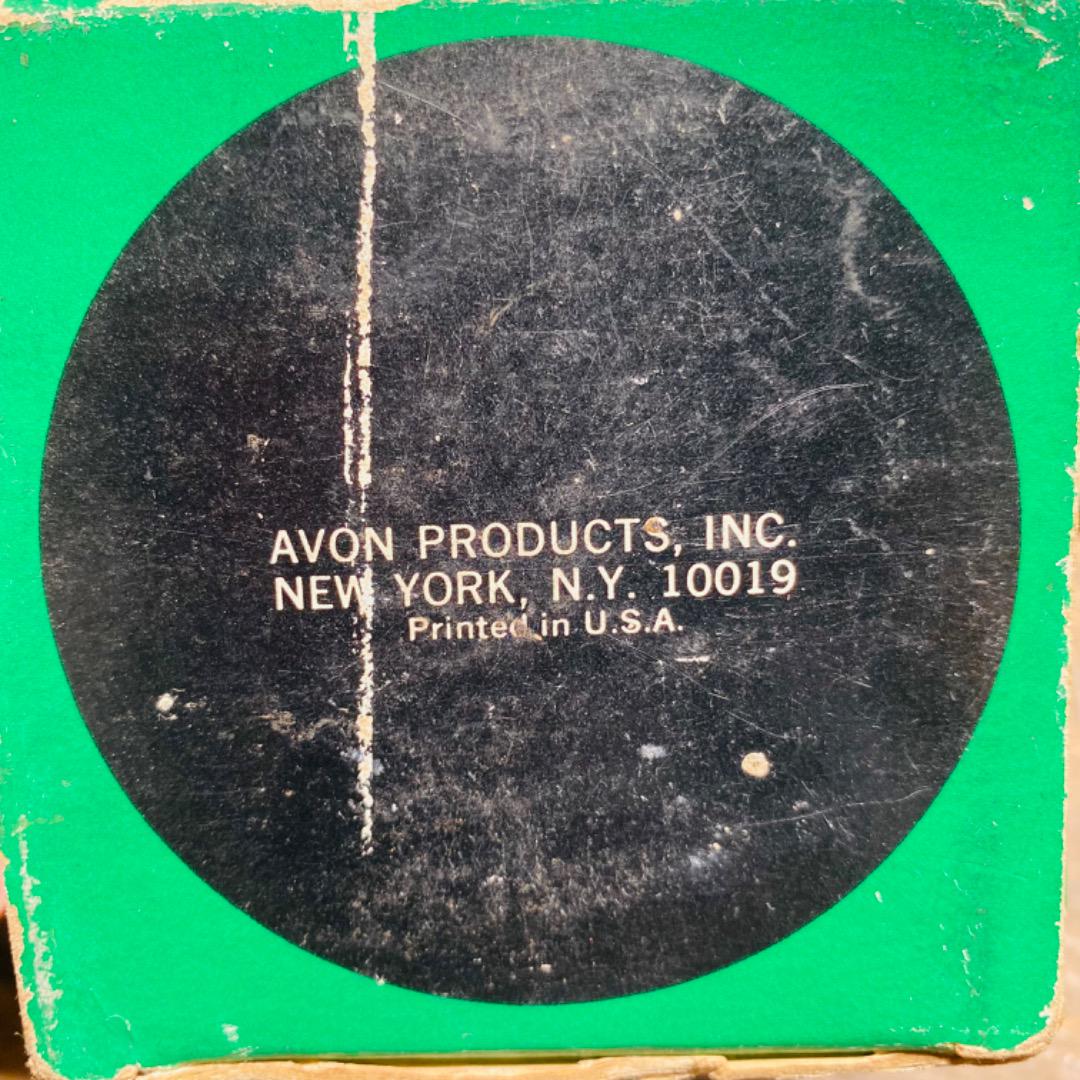 AVON PRODUCTS, INC.
NEW YORK, N.Y. 10019
Printed in U.S.A.